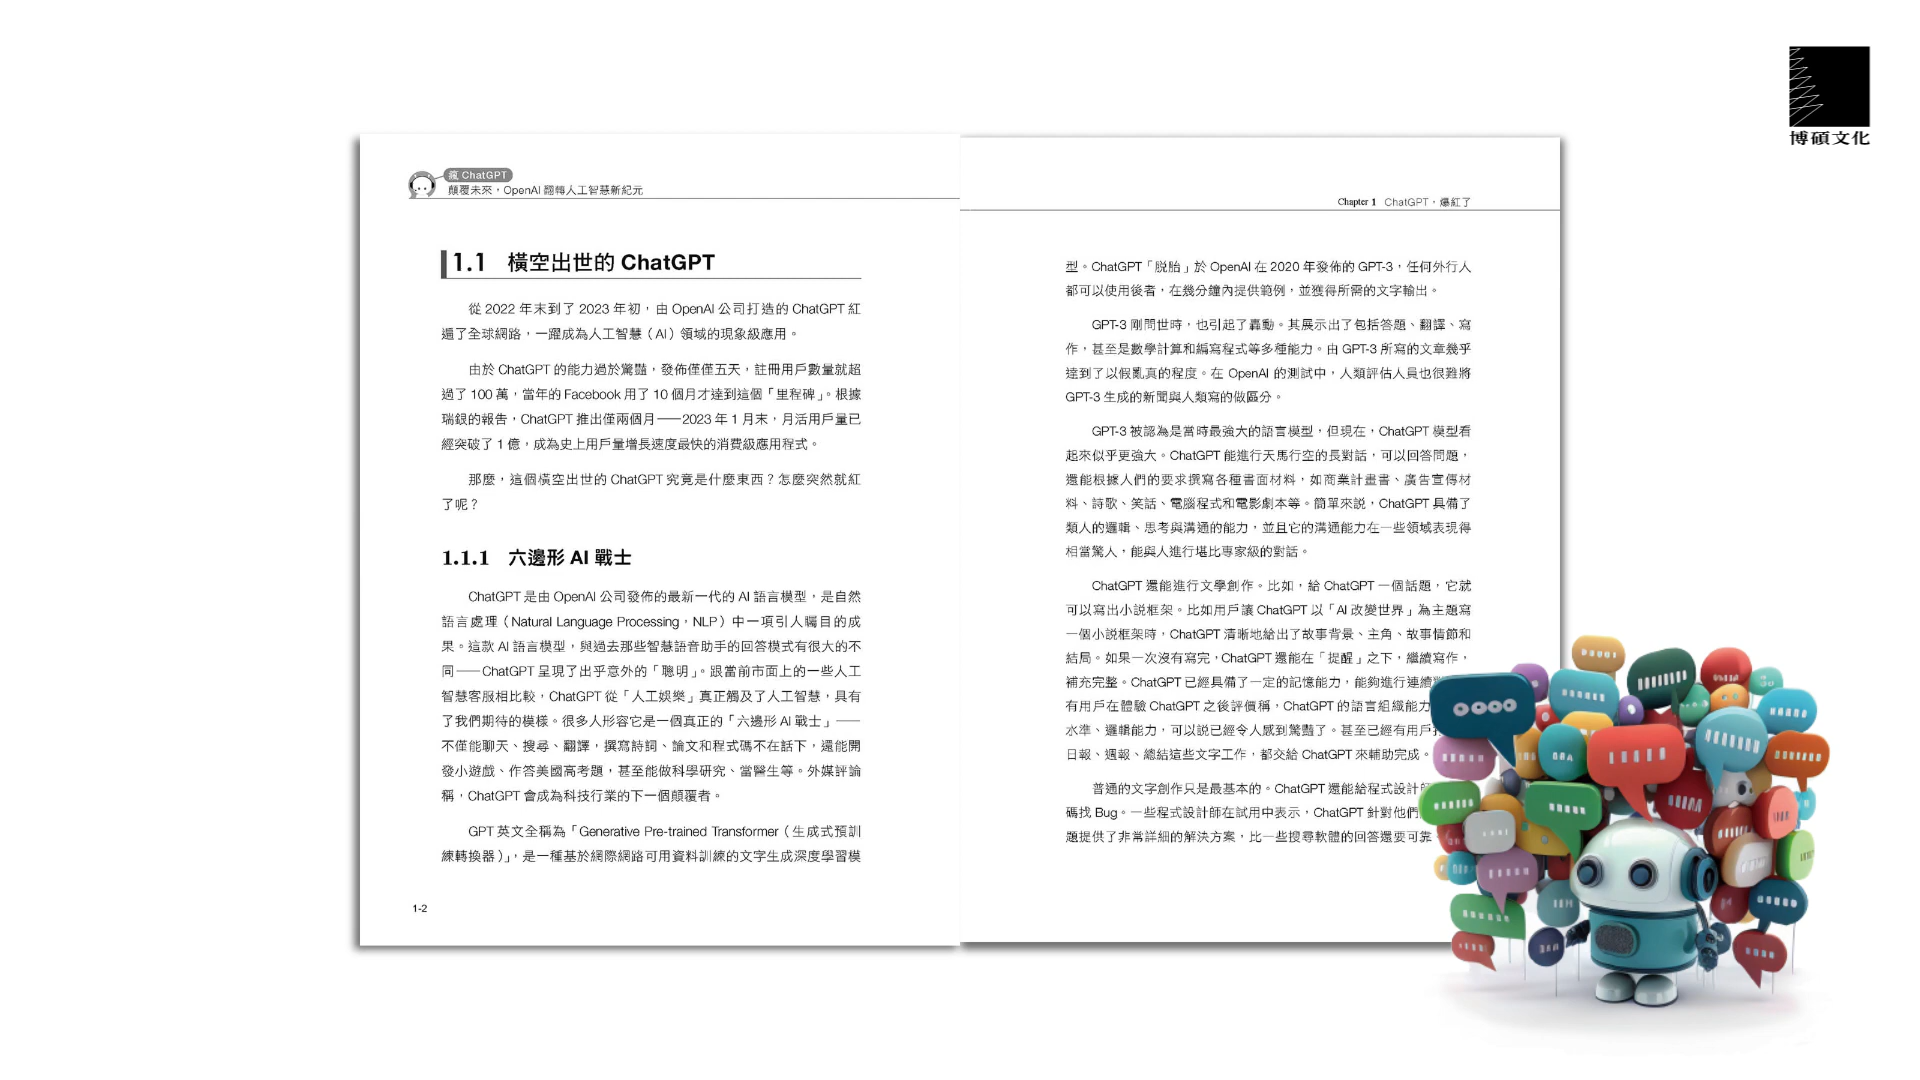 博碩文化
瘋 ChatGPT
顛覆未來，OpenAI 翻轉人工智慧新紀元
1.1 橫空出世的 ChatGPT
從 2022 年末到了 2023 年初，由 OpenAI 公司打造的 ChatGPT 紅
遍了全球網路，一躍成為人工智慧（AI）領域的現象級應用。
由於 ChatGPT 的能力過於驚豔，發佈僅僅五天，註冊用戶數量就超
過了 100 萬，當年的 Facebook 用了 10 個月才達到這個「里程碑」。根據
瑞銀的報告，ChatGPT 推出僅兩個月——2023 年 1 月末，月活用戶量已
經突破了 1 億，成為史上用戶量增長速度最快的消費級應用程式。
那麼，這個橫空出世的 ChatGPT 究竟是什麼東西？怎麼突然就紅
了呢？
1.1.1 六邊形 AI 戰士
ChatGPT 是由 OpenAI 公司發佈的最新一代的 AI 語言模型，是自然
語言處理（Natural Language Processing，NLP）中一項引人矚目的成
果。這款 AI 語言模型，與過去那些智慧語音助手的回答模式有很大的不
同——ChatGPT 呈現了出乎意外的「聰明」。跟當前市面上的一些人工
智慧客服相比較，ChatGPT 從「人工娛樂」真正觸及了人工智慧，具有
了我們期待的模樣。很多人形容它是一個真正的「六邊形 AI 戰士」——
不僅能聊天、搜尋、翻譯，撰寫詩詞、論文和程式碼不在話下，還能開
發小遊戲、作答美國高考題，甚至能做科學研究、當醫生等。外媒評論
稱，ChatGPT 會成為科技行業的下一個顛覆者。
GPT 英文全稱為「Generative Pre-trained Transformer（生成式預訓
練轉換器）」，是一種基於網際網路可用資料訓練的文字生成深度學習模
1-2
Chapter 1 ChatGPT，爆紅了
型。ChatGPT「脫胎」於 OpenAI 在 2020 年發佈的 GPT-3，任何外行人
都可以使用後者，在幾分鐘內提供範例，並獲得所需的文字輸出。
GPT-3 剛問世時，也引起了轟動。其展示出了包括答題、翻譯、寫
作，甚至是數學計算和編寫程式等多種能力。由 GPT-3 所寫的文章幾乎
達到了以假亂真的程度。在 OpenAI 的測試中，人類評估人員也很難將
GPT-3 生成的新聞與人類寫的做區分。
GPT-3 被認為是當時最強大的語言模型，但現在，ChatGPT 模型看
起來似乎更強大。ChatGPT 能進行天馬行空的長對話，可以回答問題，
還能根據人們的要求撰寫各種書面材料，如商業計畫書、廣告宣傳材
料、詩歌、笑話、電腦程式和電影劇本等。簡單來說，ChatGPT 具備了
類人的邏輯、思考與溝通的能力，並且它的溝通能力在一些領域表現得
相當驚人，能與人進行堪比專家級的對話。
ChatGPT 還能進行文學創作。比如，給 ChatGPT 一個話題，它就
可以寫出小說框架。比如用戶讓 ChatGPT 以「AI 改變世界」為主題寫
一個小說框架時，ChatGPT 清晰地給出了故事背景、主角、故事情節和
結局。如果一次沒有寫完，ChatGPT 還能在「提醒」之下，繼續寫作，
補充完整。ChatGPT 已經具備了一定的記憶能力，能夠進行連續
有用戶在體驗 ChatGPT 之後評價稱，ChatGPT 的語言組織能力
水準、邏輯能力，可以說已經令人感到驚豔了。甚至已經有用戶
日報、週報、總結這些文字工作，都交給 ChatGPT 來輔助完成。
普通的文字創作只是最基本的。ChatGPT 還能給程式設計
碼找 Bug。一些程式設計師在試用中表示，ChatGPT 針對他們
題提供了非常詳細的解決方案，比一些搜尋軟體的回答還要可靠